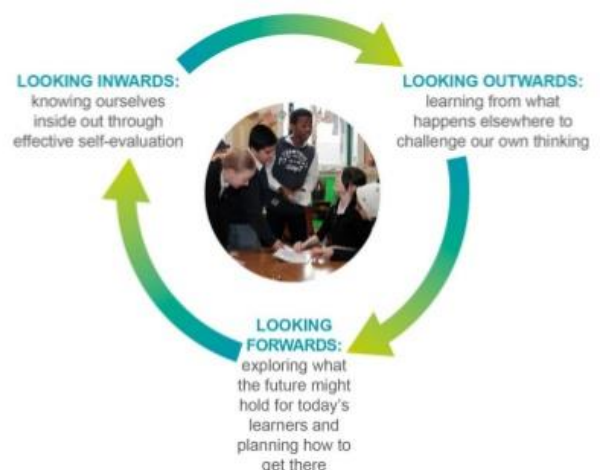 LOOKING INWARDS:
knowing ourselves
inside out through
effective self-evaluation
LOOKING OUTWARDS:
learning from what
happens elsewhere to
challenge our own thinking
LOOKING
FORWARDS:
exploring what
the future might
hold for today's
learners and
planning how to
get there